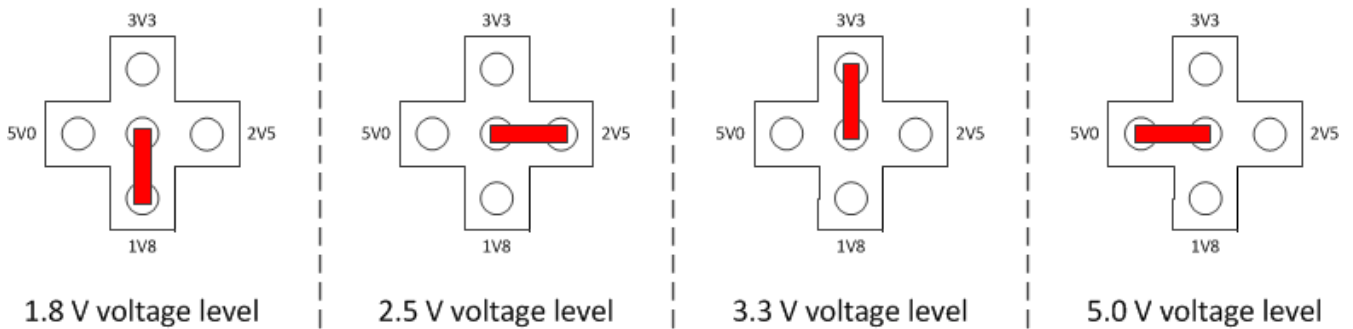 3V3
5V0
2V5
1V8
1.8 V voltage level
3V3
5V0
2V5
1V8
2.5 V voltage level
3V3
5V0
2V5
1V8
3.3 V voltage level
3V3
5V0
2V5
1V8
5.0 V voltage level